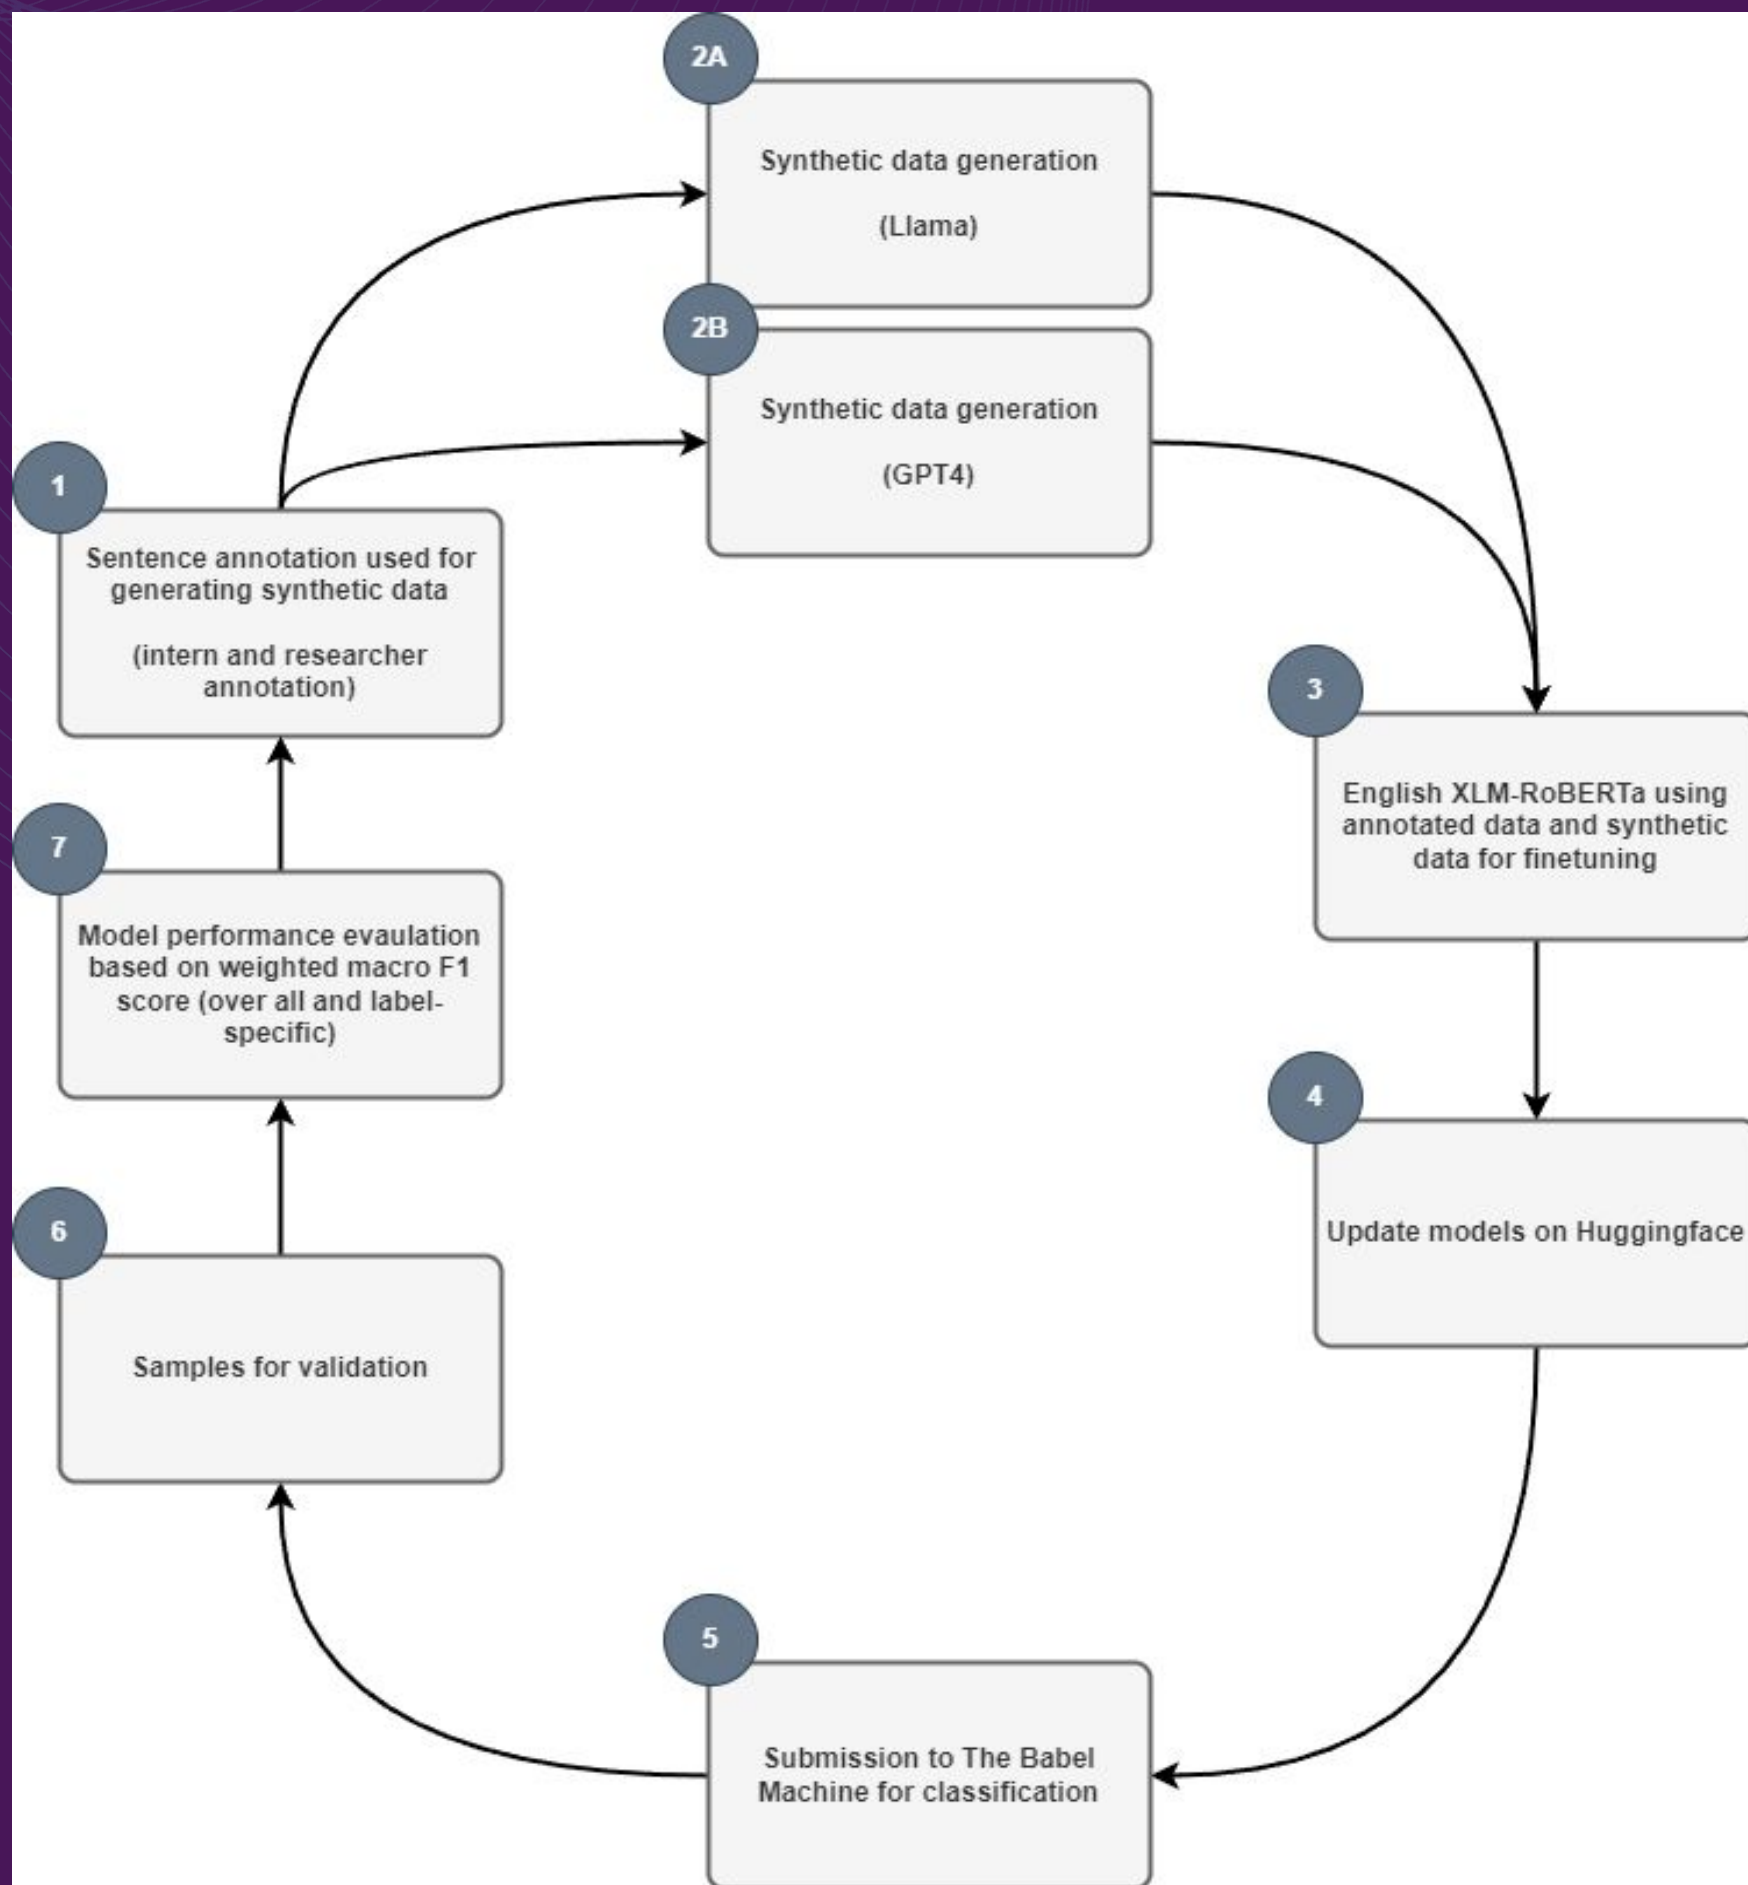 2A
Synthetic data generation
(Llama)
2B
Synthetic data generation
(GPT4)
1
Sentence annotation used for
generating synthetic data
(intern and researcher
annotation)
3
English XLM-RoBERTa using
annotated data and synthetic
data for finetuning
7
Model performance evaulation
based on weighted macro F1
score (over all and label-
specific)
4
Update models on Huggingface
6
Samples for validation
5
Submission to The Babel
Machine for classification